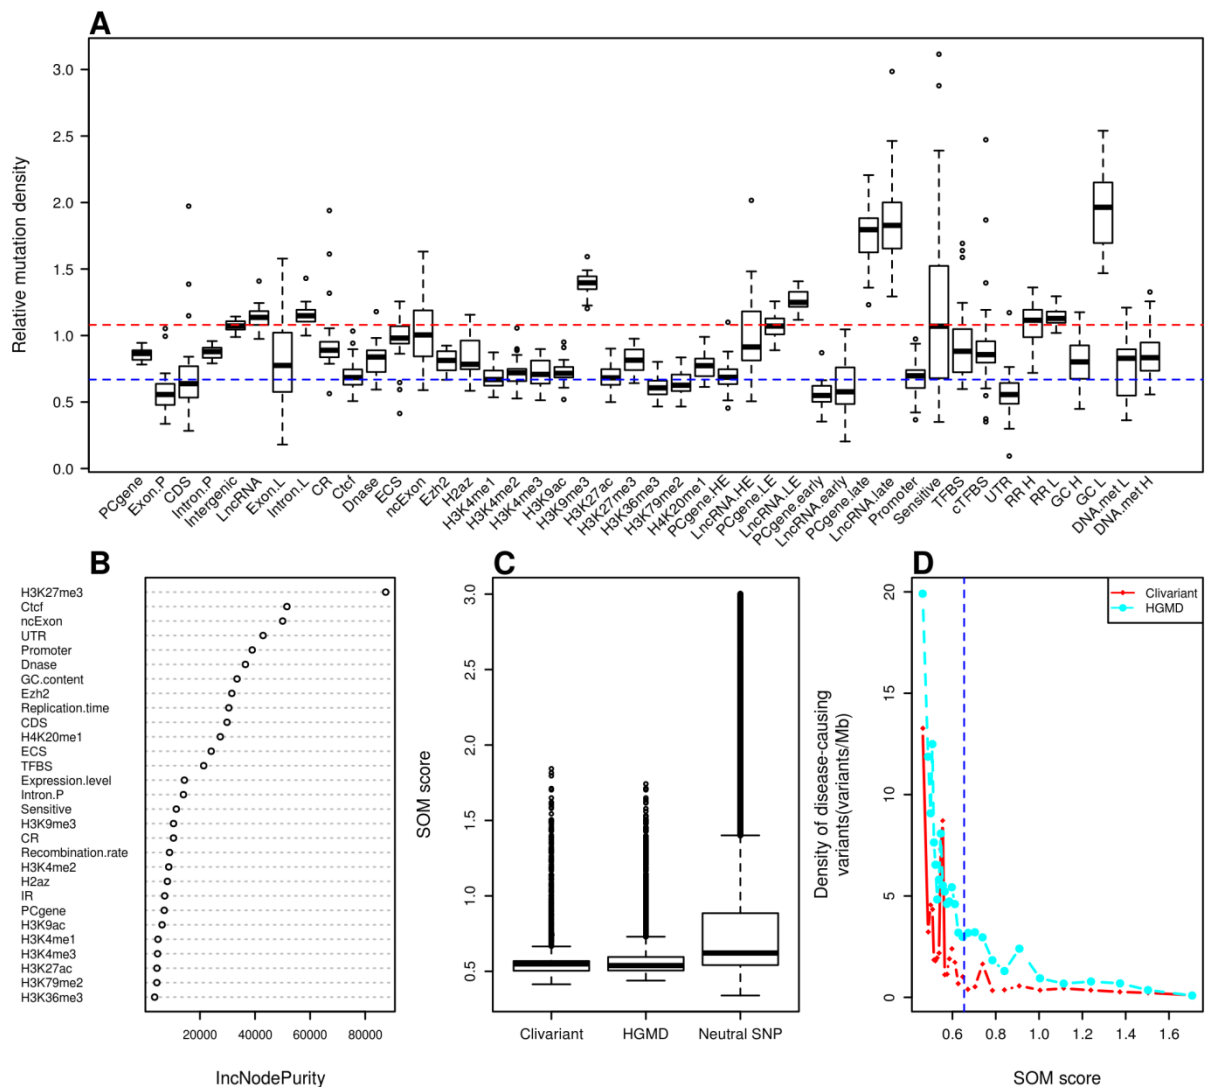 A
Relative mutation density
3.0
2.5
2.0
1.5
1.0
0.5
0.0
PCgene
Exon.P
CDS
Intron.P
Intergenic
LncRNA
Exon.L
Intron.L
CR
Ctcf
Dnase
ECS
ncExon
Ezh2
H2az
H3K4me1
H3K4me2
H3K4me3
H3K9ac
H3K9me3
H3K27ac
H3K27me3
H3K36me3
H3K79me2
H4K20me1
PCgene.HE
LncRNA.HE
PCgene.LE
LncRNA.LE
PCgene.early
LncRNA.early
PCgene.late
LncRNA.late
Promoter
Sensitive
TFBS
cTFBS
UTR
RR H
RR L
GC H
GC L
DNA.met L
DNA.met H
B
H3K27me3
Ctcf
ncExon
UTR
Promoter
Dnase
GC.content
Ezh2
Replication.time
CDS
H4K20me1
ECS
TFBS
Expression.level
Intron.P
Sensitive
H3K9me3
CR
Recombination.rate
H3K4me2
H2az
IR
PCgene
H3K9ac
H3K4me1
H3K4me3
H3K27ac
H3K79me2
H3K36me3
20000 40000 60000 80000
IncNodePurity
C
SOM score
3.0
2.5
2.0
1.5
1.0
0.5
Clivariant HGMD Neutral SNP
D
Density of disease-causing
variants(variants/Mb)
20
15
10
5
0
Clivariant
HGMD
0.6 0.8 1.0 1.2 1.4 1.6
SOM score